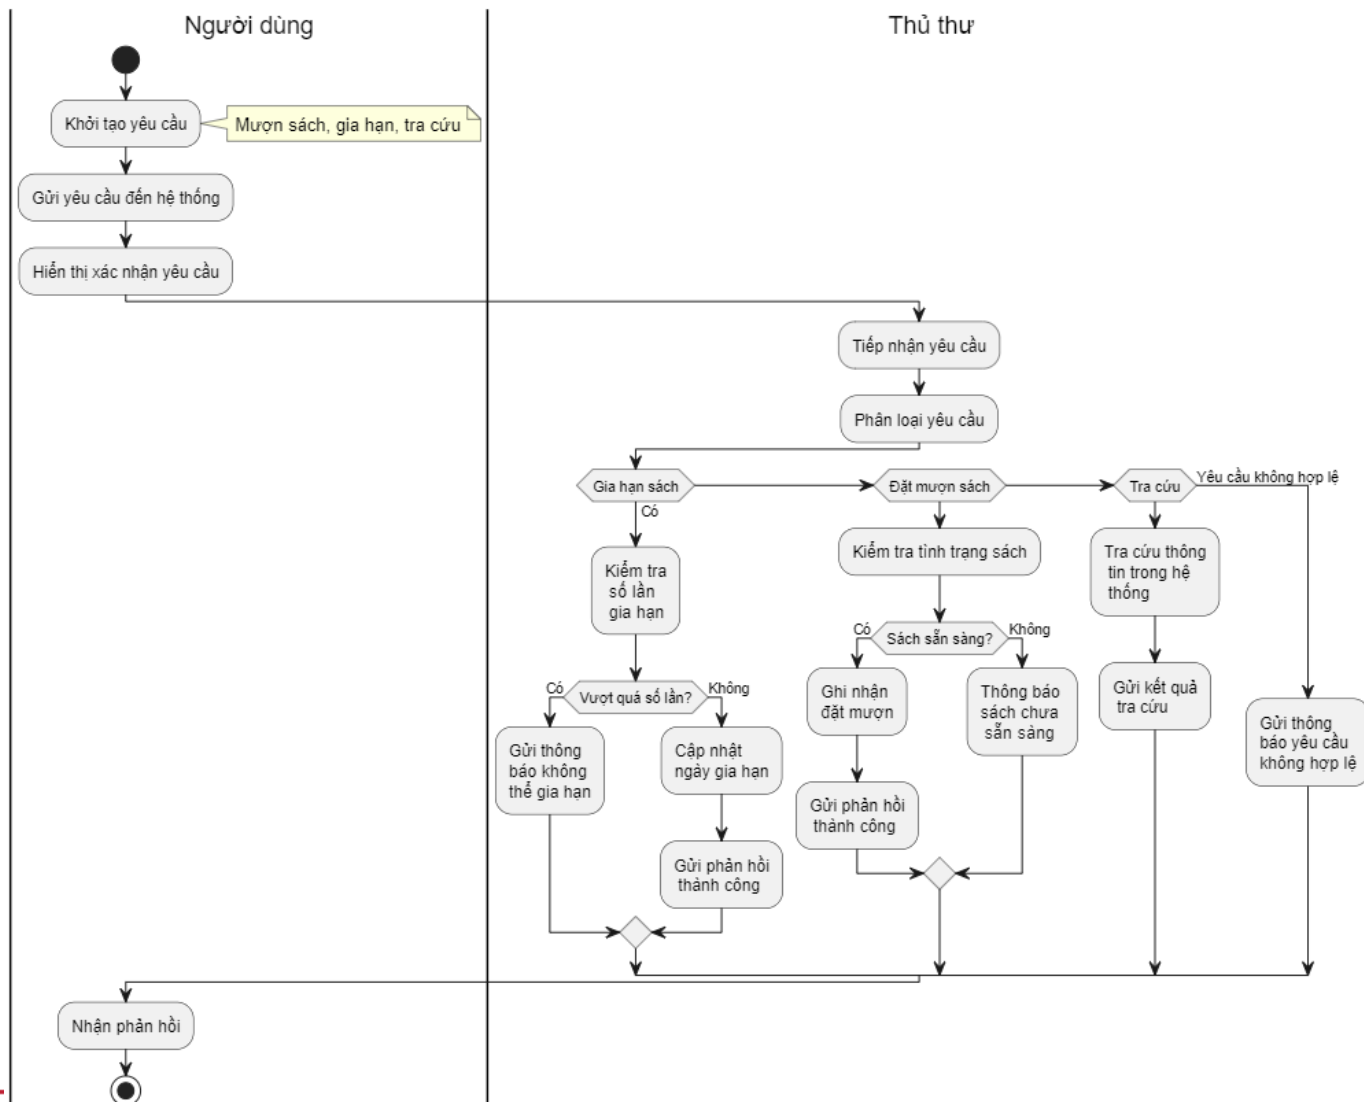 Người dùng
Thủ thư
Khởi tạo yêu cầu
Mượn sách, gia hạn, tra cứu
Gửi yêu cầu đến hệ thống
Hiển thị xác nhận yêu cầu
Tiếp nhận yêu cầu
Phân loại yêu cầu
Gia hạn sách
Đặt mượn sách
Tra cứu
Yêu cầu không hợp lệ
Có
Kiểm tra
số lần
gia hạn
Vượt quá số lần?
Có
Không
Gửi thông
báo không
thể gia hạn
Cập nhật
ngày gia hạn
Gửi phản hồi
thành công
Kiểm tra tình trạng sách
Sách sẵn sàng?
Có
Không
Ghi nhận
đặt mượn
Gửi phản hồi
thành công
Thông báo
sách chưa
sẵn sàng
Tra cứu thông
tin trong hệ
thống
Gửi kết quả
tra cứu
Gửi thông
báo yêu cầu
không hợp lệ
Nhận phản hồi